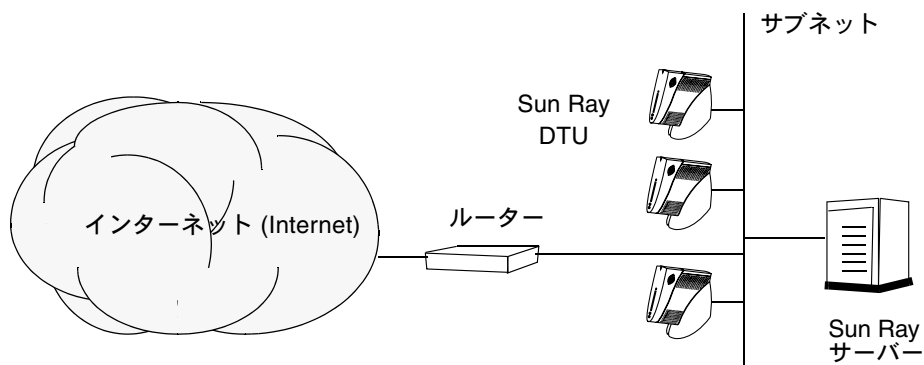 サブネット
Sun Ray
DTU
ルーター
インターネット (Internet)
Sun Ray
サーバー